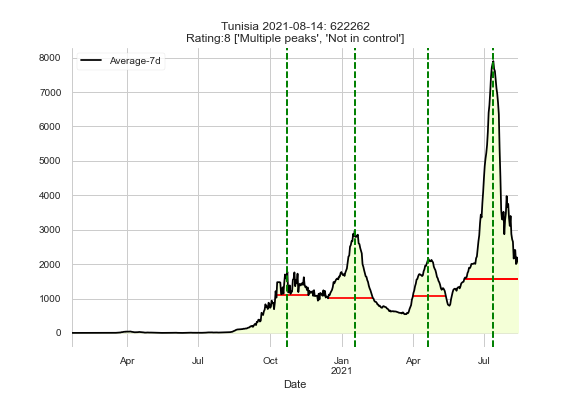 Tunisia 2021-08-14: 622262
Rating:8 ['Multiple peaks', 'Not in control']
Average-7d
8000
7000
6000
5000
4000
3000
2000
1000
0
Apr
Jul
Oct
Jan
2021
Apr
Jul
Date